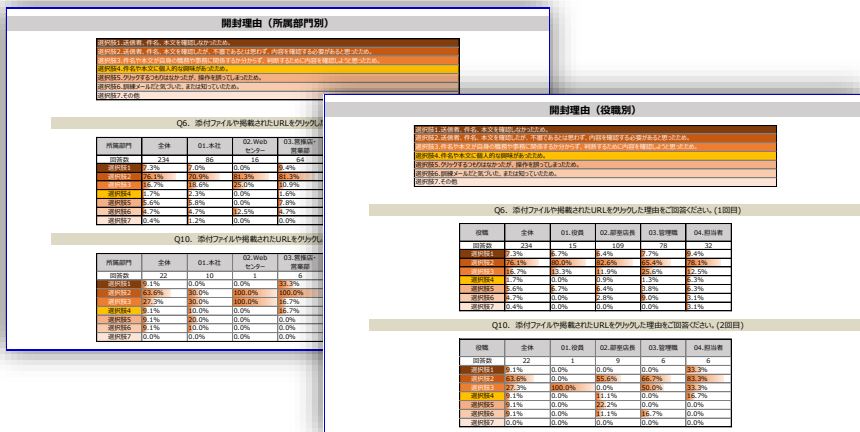 開封理由（所属部門別）
選択肢1.送信者、件名、本文を確認しなかったため。
選択肢2.送信者、件名、本文を確認したが、不審であるとは思わず、内容を確認する必要があると思ったため。
選択肢3.件名や本文が自身の職務や事務に関係するか分からず、判断するために内容を確認しようと思ったため。
選択肢4.件名や本文に個人的な興味があったため。
選択肢5.クリックするつもりはなかったが、操作を誤ってしまったため。
選択肢6.訓練メールだと気づいた、または知っていたため。
選択肢7.その他
Q6．添付ファイルや掲載されたURLをクリックし
所属部門 全体 01.本社 02.Webセンター 03.営推店・営業部
回答数 234 86 16 64
選択肢1 7.3% 7.0% 0.0% 9.4%
選択肢2 76.1% 70.9% 81.3% 81.3%
選択肢3 16.7% 18.6% 25.0% 10.9%
選択肢4 1.7% 2.3% 0.0% 1.6%
選択肢5 5.6% 5.8% 0.0% 7.8%
選択肢6 4.7% 4.7% 12.5% 4.7%
選択肢7 0.4% 1.2% 0.0% 0.0%
Q10．添付ファイルや掲載されたURLをクリックし
所属部門 全体 01.本社 02.Webセンター 03.営推店・営業部
回答数 22 10 1 6
選択肢1 9.1% 0.0% 0.0% 33.3%
選択肢2 63.6% 30.0% 100.0% 100.0%
選択肢3 27.3% 30.0% 100.0% 16.7%
選択肢4 9.1% 10.0% 0.0% 16.7%
選択肢5 9.1% 20.0% 0.0% 0.0%
選択肢6 9.1% 10.0% 0.0% 0.0%
選択肢7 0.0% 0.0% 0.0% 0.0%
開封理由（役職別）
選択肢1.送信者、件名、本文を確認しなかったため。
選択肢2.送信者、件名、本文を確認したが、不審であるとは思わず、内容を確認する必要があると思ったため。
選択肢3.件名や本文が自身の職務や事務に関係するか分からず、判断するために内容を確認しようと思ったため。
選択肢4.件名や本文に個人的な興味があったため。
選択肢5.クリックするつもりはなかったが、操作を誤ってしまったため。
選択肢6.訓練メールだと気づいた、または知っていたため。
選択肢7.その他
Q6．添付ファイルや掲載されたURLをクリックした理由をご回答ください。(1回目)
役職 全体 01.役員 02.部室店長 03.管理職 04.担当者
回答数 234 15 109 78 32
選択肢1 7.3% 6.7% 6.4% 7.7% 9.4%
選択肢2 76.1% 80.0% 82.6% 65.4% 78.1%
選択肢3 16.7% 13.3% 11.9% 25.6% 12.5%
選択肢4 1.7% 0.0% 0.9% 1.3% 6.3%
選択肢5 5.6% 6.7% 6.4% 3.8% 6.3%
選択肢6 4.7% 0.0% 2.8% 9.0% 3.1%
選択肢7 0.4% 0.0% 0.0% 0.0% 3.1%
Q10．添付ファイルや掲載されたURLをクリックした理由をご回答ください。(2回目)
役職 全体 01.役員 02.部室店長 03.管理職 04.担当者
回答数 22 1 9 6 6
選択肢1 9.1% 0.0% 0.0% 0.0% 33.3%
選択肢2 63.6% 0.0% 55.6% 66.7% 83.3%
選択肢3 27.3% 100.0% 0.0% 50.0% 33.3%
選択肢4 9.1% 0.0% 11.1% 0.0% 16.7%
選択肢5 9.1% 0.0% 22.2% 0.0% 0.0%
選択肢6 9.1% 0.0% 11.1% 16.7% 0.0%
選択肢7 0.0% 0.0% 0.0% 0.0% 0.0%